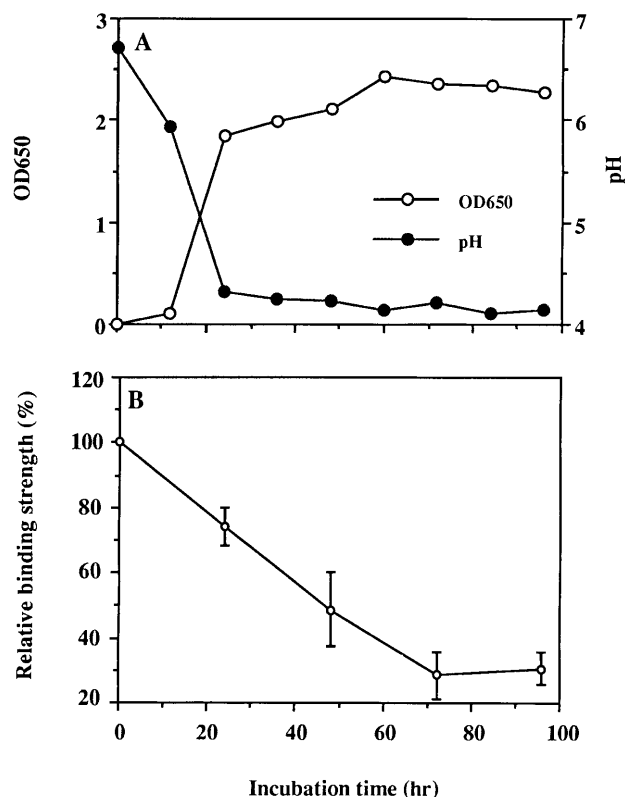 A
3
2
1
0
OD650
7
6
5
4
pH
OD650
pH
B
120
100
80
60
40
20
Relative binding strength (%)
0 20 40 60 80 100
Incubation time (hr)